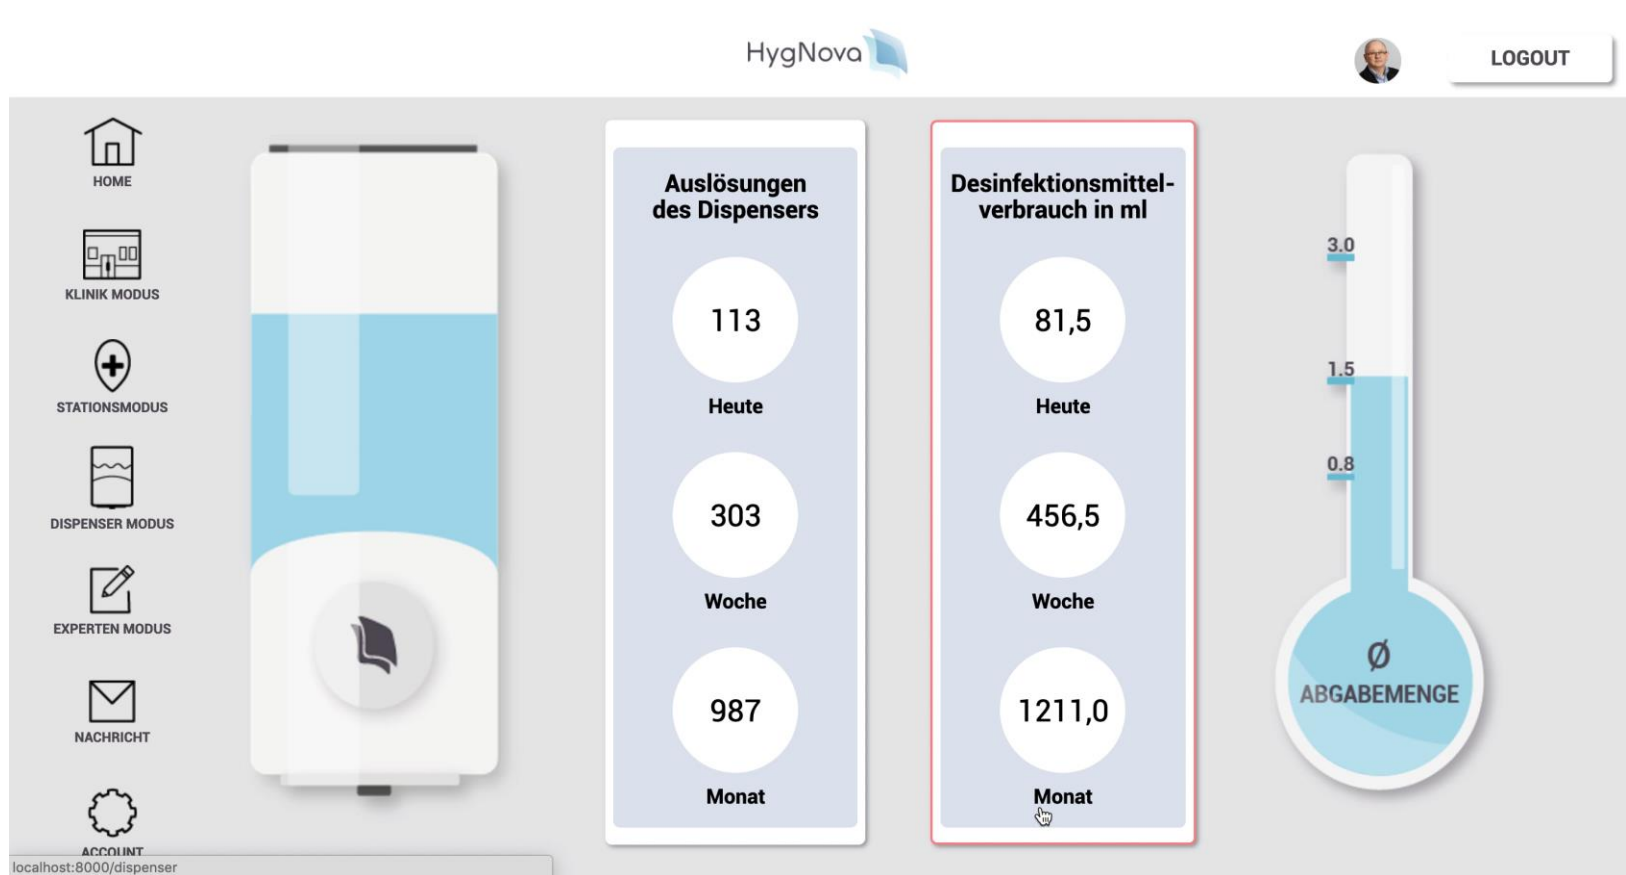 HygNova
LOGOUT
HOME
KLINIK MODUS
STATIONSMODUS
DISPENSER MODUS
EXPERTEN MODUS
NACHRICHT
ACCOUNT
localhost:8000/dispenser
Auslösungen
des Dispensers
113
Heute
303
Woche
987
Monat
Desinfektionsmittel-
verbrauch in ml
81,5
Heute
456,5
Woche
1211,0
Monat
3.0
1.5
0.8
Ø
ABGABEMENGE